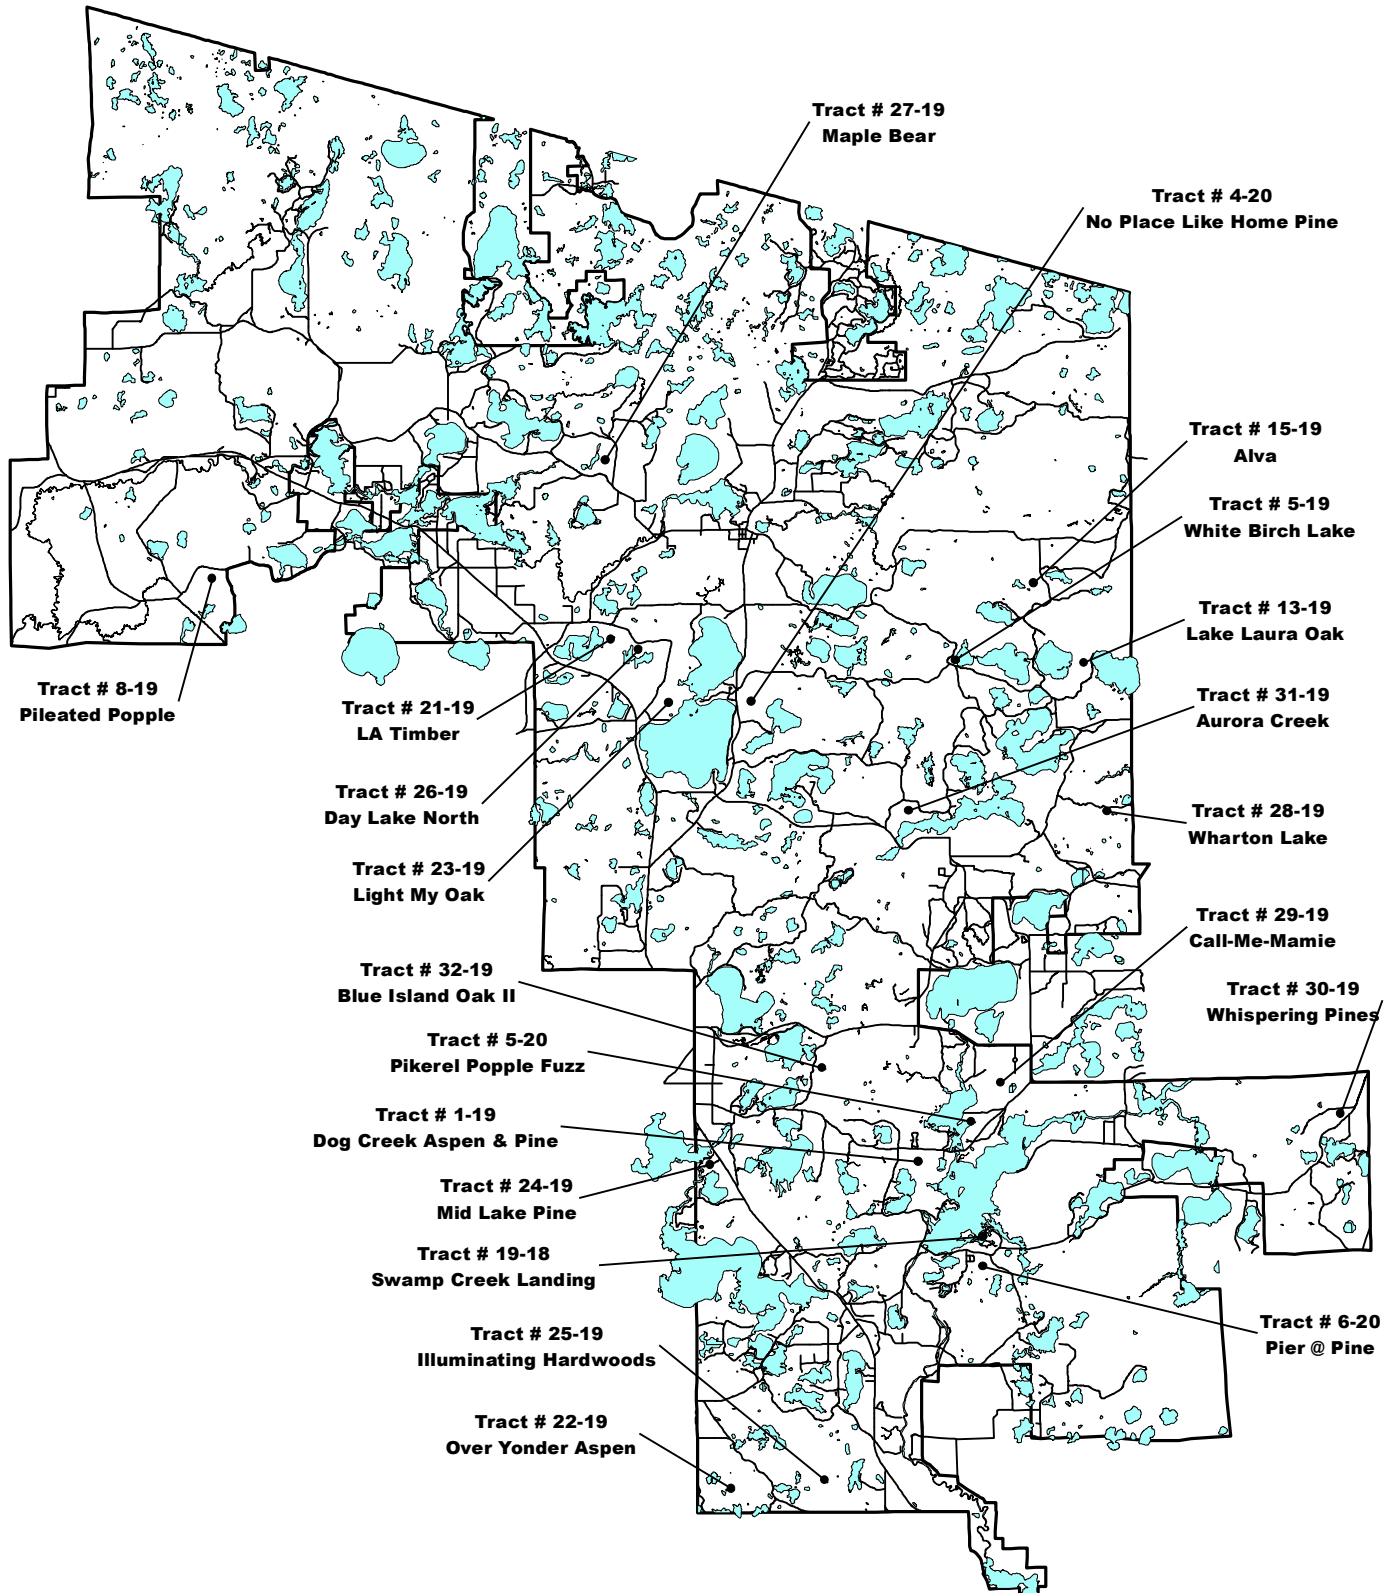 Tract # 27-19
Maple Bear
Tract # 4-20
No Place Like Home Pine
Tract # 15-19
Alva
Tract # 5-19
White Birch Lake
Tract # 13-19
Lake Laura Oak
Tract # 8-19
Pileated Popple
Tract # 31-19
Aurora Creek
Tract # 21-19
LA Timber
Tract # 26-19
Day Lake North
Tract # 28-19
Wharton Lake
Tract # 23-19
Light My Oak
Tract # 29-19
Call-Me-Mamie
Tract # 32-19
Blue Island Oak II
Tract # 30-19
Whispering Pines
Tract # 5-20
Pikerel Popple Fuzz
Tract # 1-19
Dog Creek Aspen & Pine
Tract # 24-19
Mid Lake Pine
Tract # 19-18
Swamp Creek Landing
Tract # 6-20
Pier @ Pine
Tract # 25-19
Illuminating Hardwoods
Tract # 22-19
Over Yonder Aspen